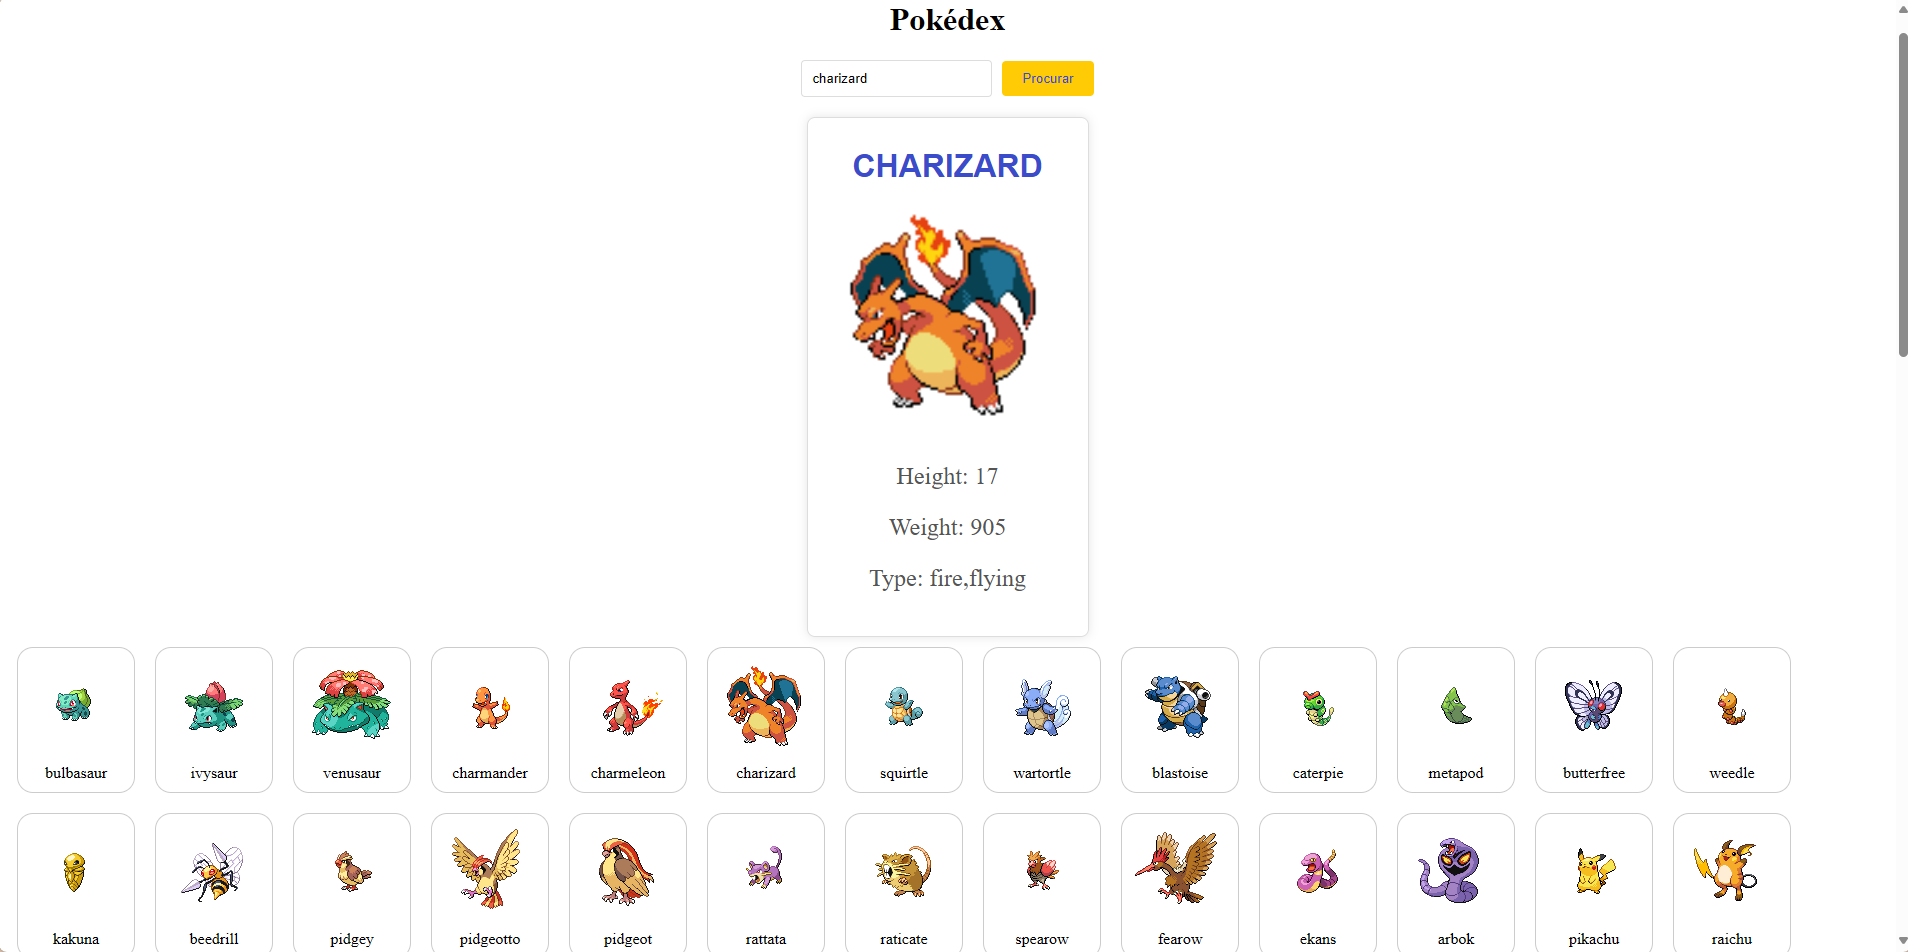 Pokédex
charizard Procurar
CHARIZARD
Height: 17
Weight: 905
Type: fire,flying
bulbasaur ivysaur venusaur charmander charmeleon charizard squirtle wartortle blastoise caterpie metapod butterfree weedle
kakuna beedrill pidgey pidgeotto pidgeot rattata raticate spearow fearow ekans arbok pikachu raichu